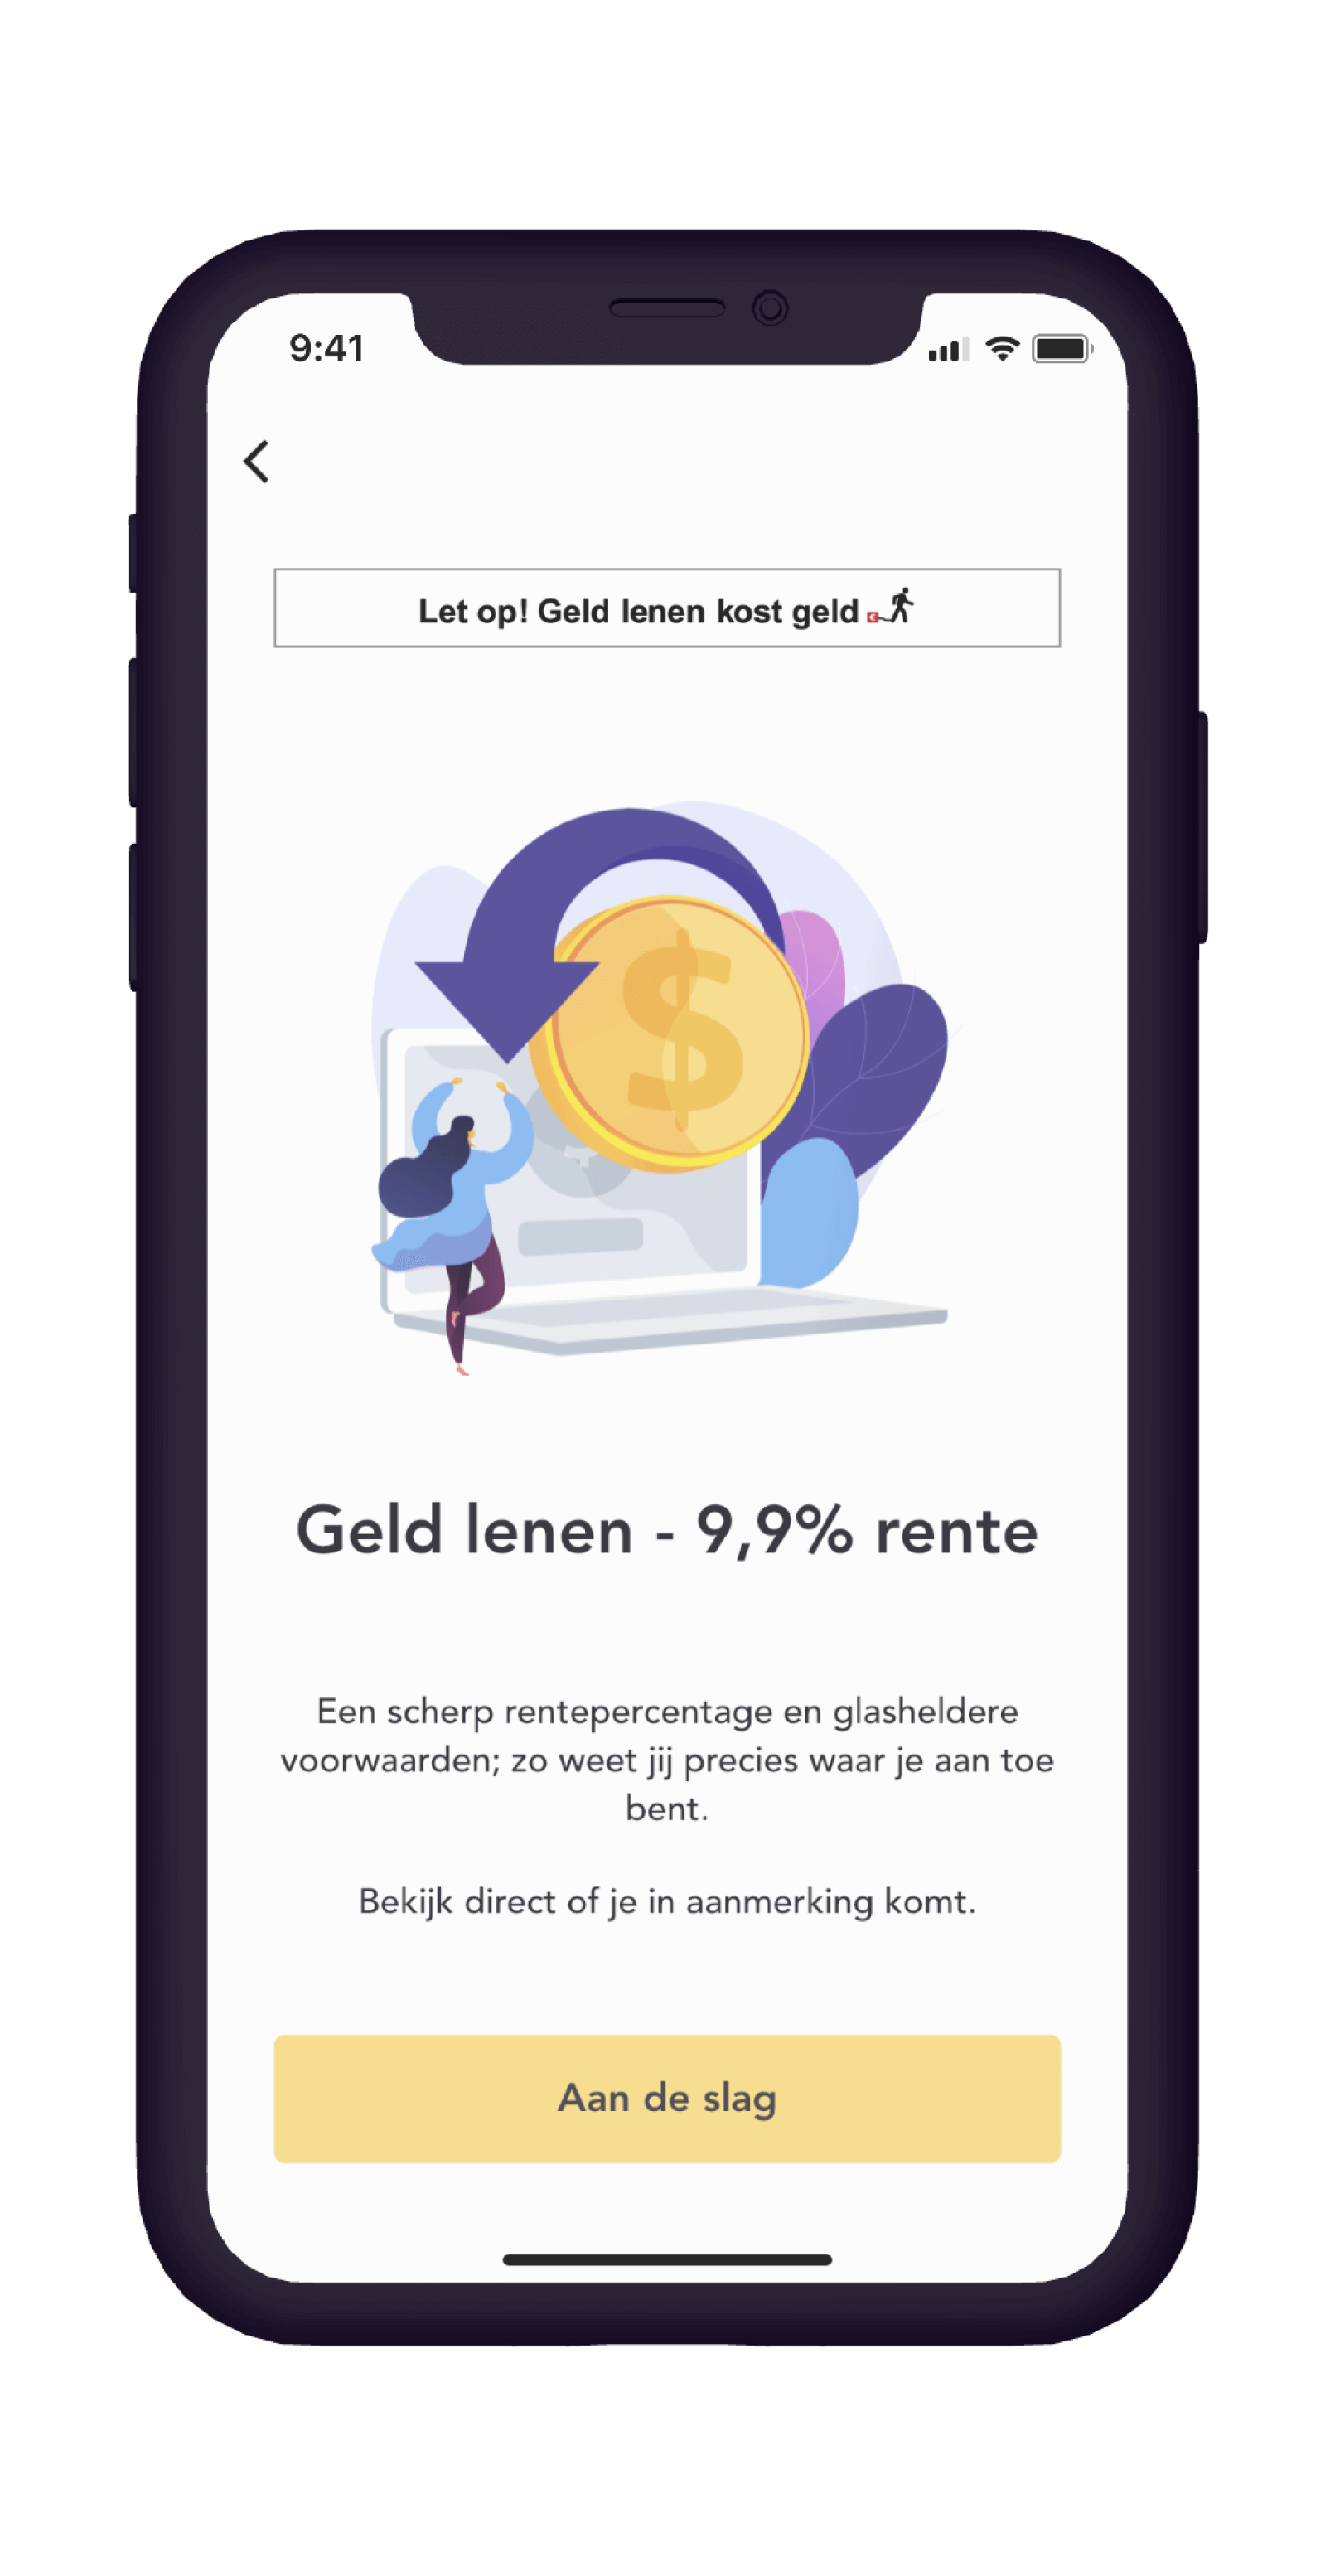 9:41
Let op! Geld lenen kost geld
$
Geld lenen - 9,9% rente
Een scherp rentepercentage en glasheldere
voorwaarden; zo weet jij precies waar je aan toe
bent.
Bekijk direct of je in aanmerking komt.
Aan de slag